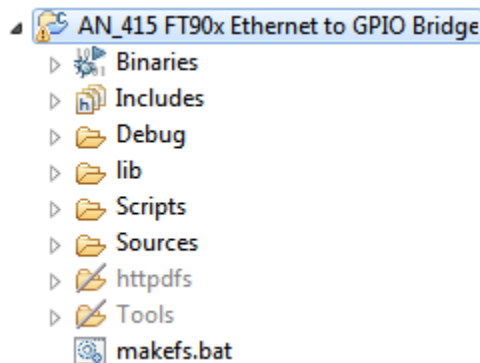 AN_415 FT90x Ethernet to GPIO Bridge
Binaries
Includes
Debug
lib
Scripts
Sources
httpdfs
Tools
makefs.bat